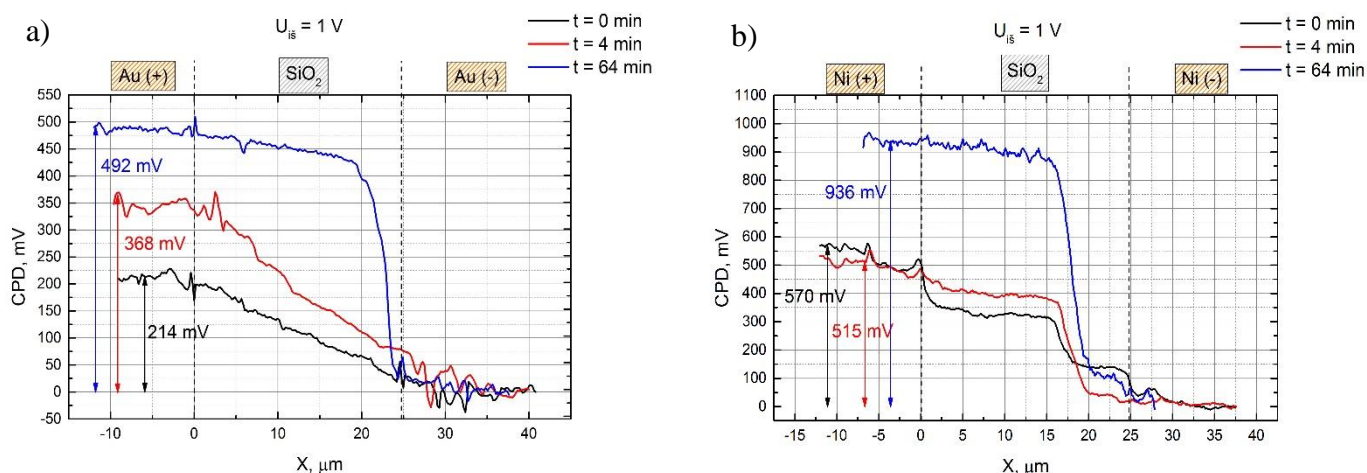 a)
U_iš = 1 V
t = 0 min
t = 4 min
t = 64 min
Au (+)
SiO₂
Au (-)
550
500
450
400
350
300
250
200
150
100
50
0
-50
CPD, mV
492 mV
368 mV
214 mV
-10 0 10 20 30 40
X, μm
b)
U_iš = 1 V
t = 0 min
t = 4 min
t = 64 min
Ni (+)
SiO₂
Ni (-)
1100
1000
900
800
700
600
500
400
300
200
100
0
CPD, mV
936 mV
570 mV
515 mV
-15 -10 -5 0 5 10 15 20 25 30 35 40
X, μm